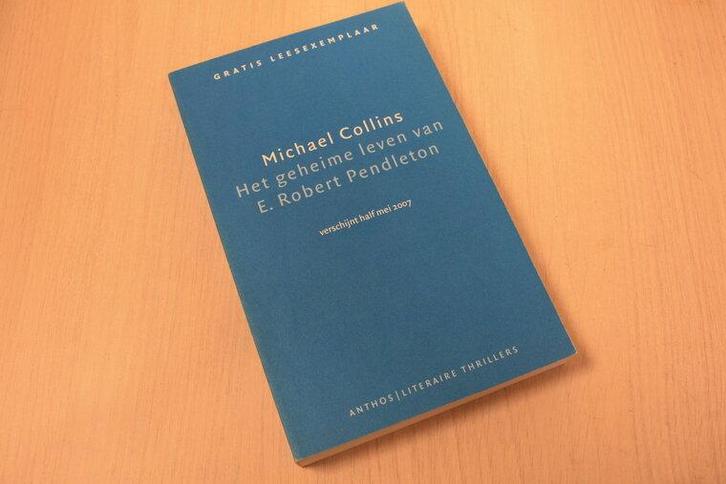 GRATIS LEESEXEMPLAAR
Michael Collins
Het geheime leven van
E. Robert Pendleton
verschijnt half mei 2007
ANTHOS|LITERAIRE THRILLERS